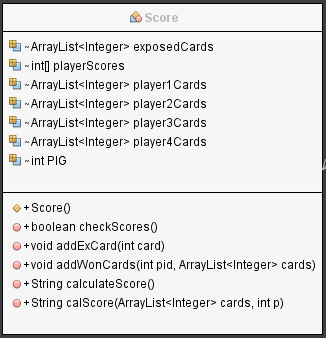 Score
~ArrayList<Integer> exposedCards
~int[] playerScores
~ArrayList<Integer> player1Cards
~ArrayList<Integer> player2Cards
~ArrayList<Integer> player3Cards
~ArrayList<Integer> player4Cards
~int PIG
+Score()
+boolean checkScores()
+void addExCard(int card)
+void addWonCards(int pid, ArrayList<Integer> cards)
+String calculateScore()
+String calScore(ArrayList<Integer> cards, int p)